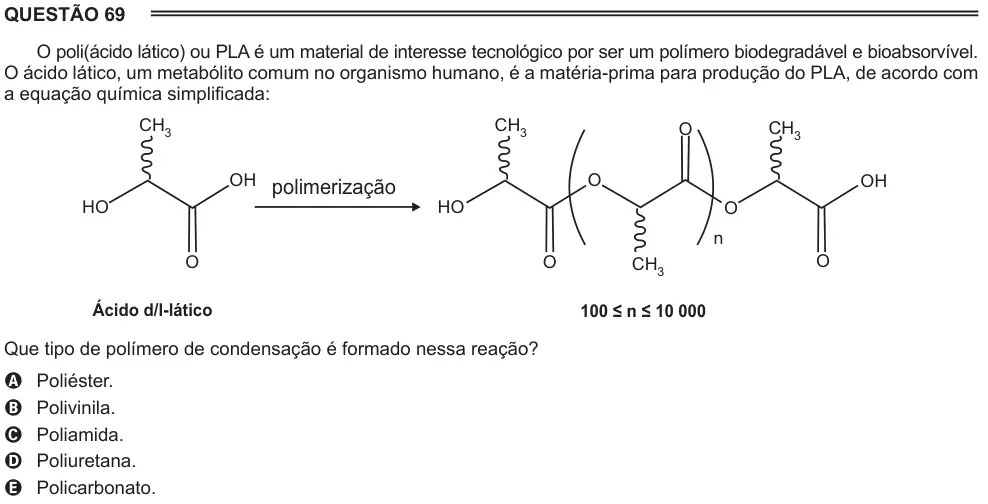 QUESTÃO 69
O poli(ácido lático) ou PLA é um material de interesse tecnológico por ser um polímero biodegradável e bioabsorvível.
O ácido lático, um metabólito comum no organismo humano, é a matéria-prima para produção do PLA, de acordo com
a equação química simplificada:
CH3 CH3 O CH3
HO OH polimerização HO O O OH
O O CH3 n O
Ácido d/l-lático 100 ≤ n ≤ 10 000
Que tipo de polímero de condensação é formado nessa reação?
A Poliéster.
B Polivinila.
C Poliamida.
D Poliuretana.
E Policarbonato.